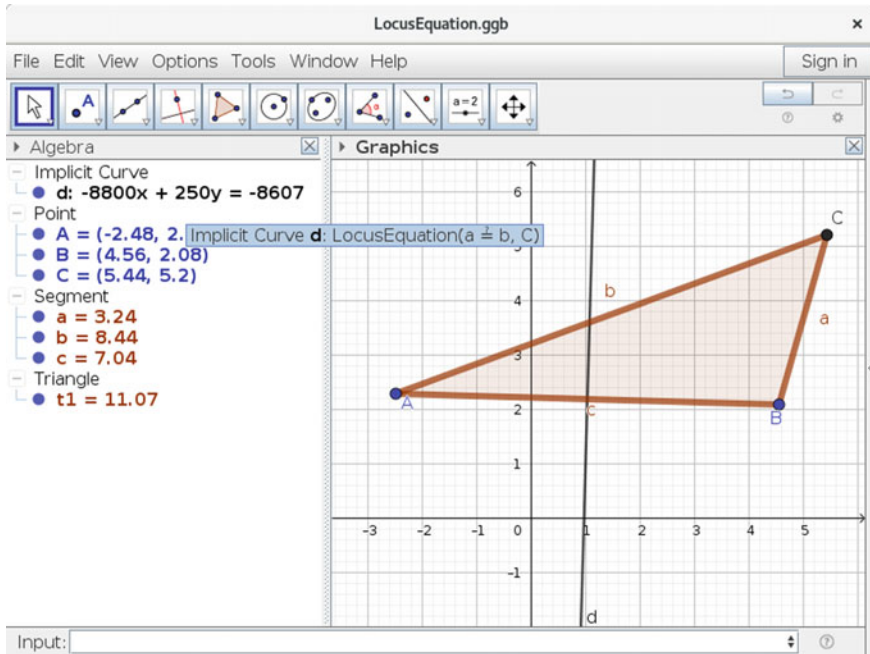 LocusEquation.ggb ×
File Edit View Options Tools Window Help Sign in
A a=2
Algebra
Implicit Curve
d: -8800x + 250y = -8607
Point
A = (-2.48, 2.
Implicit Curve d: LocusEquation(a ≟ b, C)
B = (4.56, 2.08)
C = (5.44, 5.2)
Segment
a = 3.24
b = 8.44
c = 7.04
Triangle
t1 = 11.07
Graphics
6
5
4
3
2
1
-3 -2 -1 0 1 2 3 4 5
-1
C
b
a
A
c
B
d
Input: